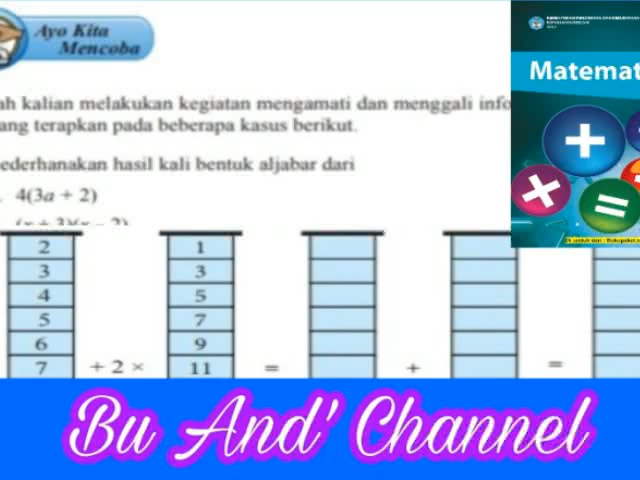 Ayo Kita
Mencoba
ah kalian melakukan kegiatan mengamati dan menggali info
ang terapkan pada beberapa kasus berikut.
ederhanakan hasil kali bentuk aljabar dari
. 4(3a + 2)
(x + 3)(x − 2)
Matemat
2 1
3 3
4 5
5 7
6 9
7 + 2 × 11 = + =
Bu And' Channel